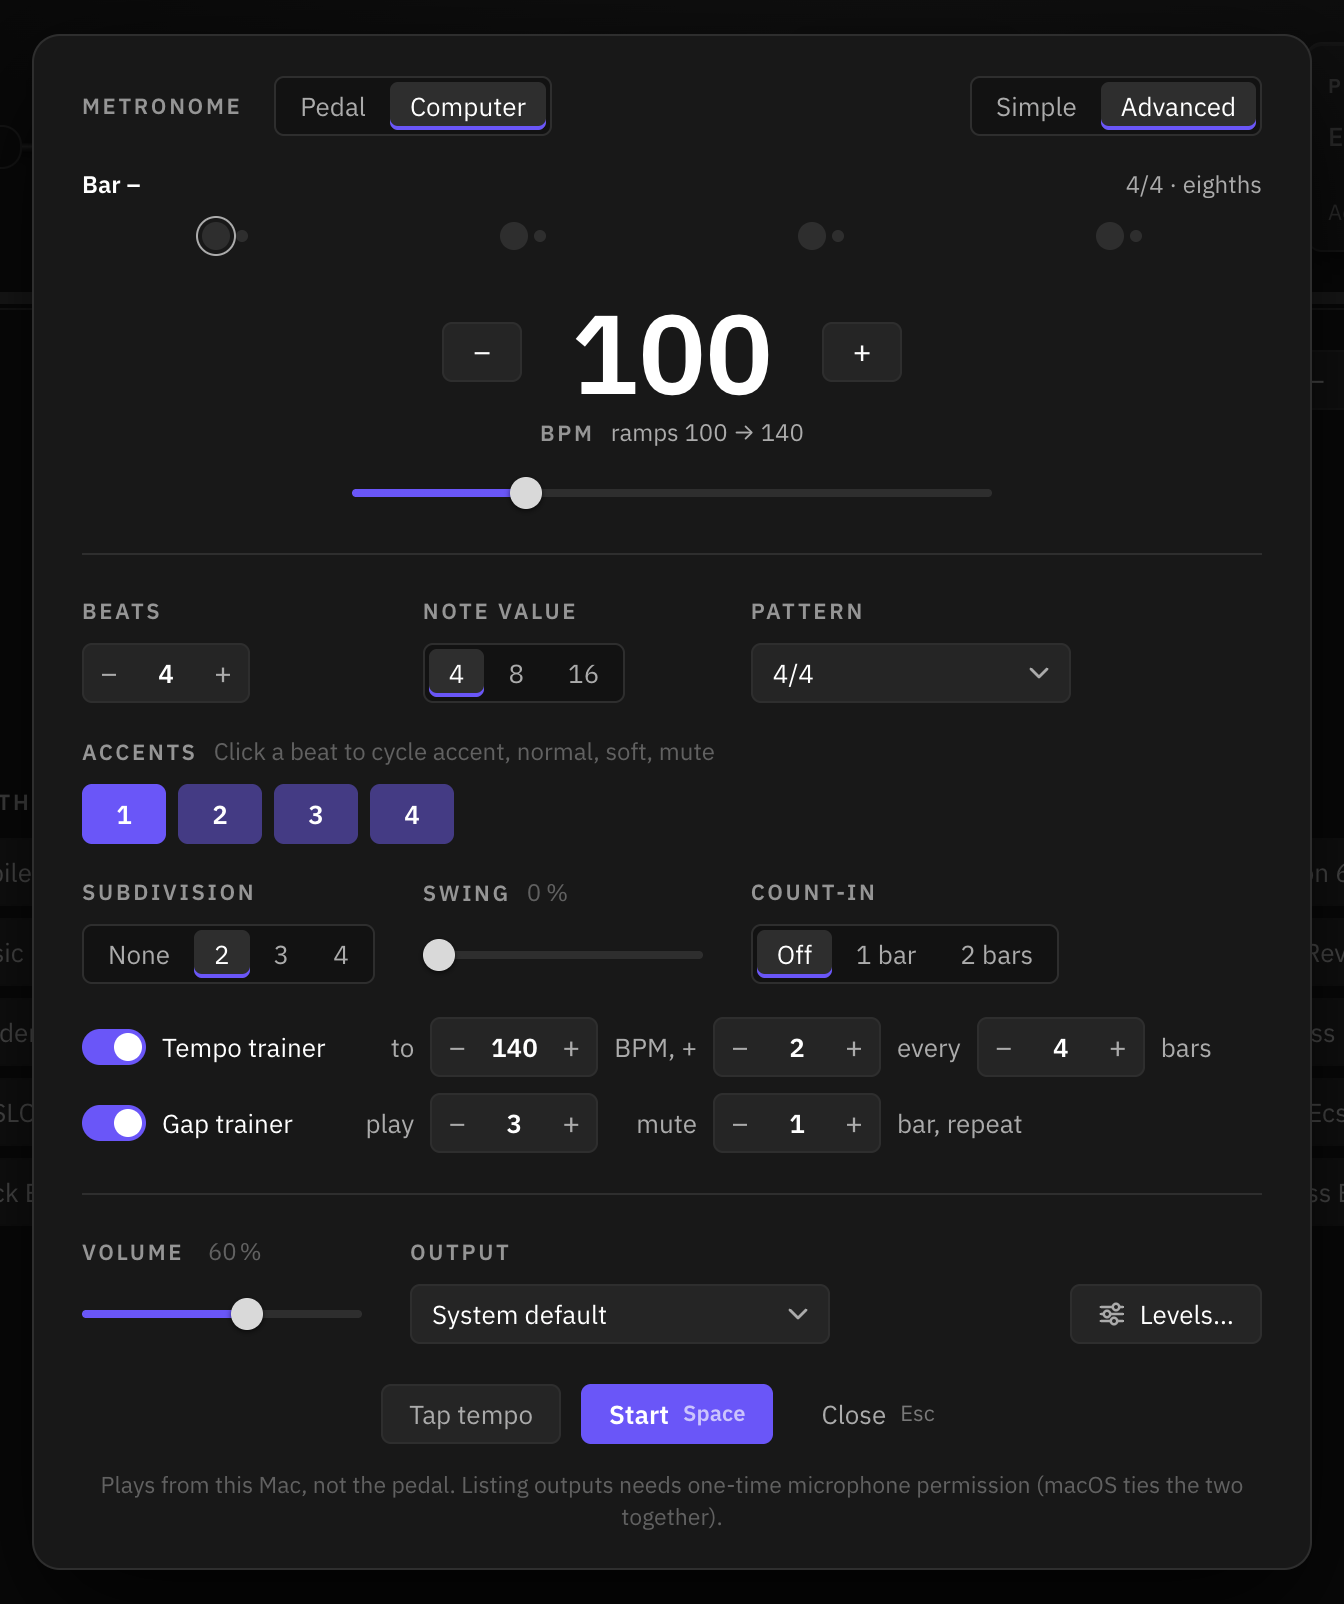 METRONOME Pedal Computer Simple Advanced
Bar – 4/4 · eighths
− 100 +
BPM ramps 100 → 140
BEATS NOTE VALUE PATTERN
− 4 + 4 8 16 4/4
ACCENTS Click a beat to cycle accent, normal, soft, mute
1 2 3 4
SUBDIVISION SWING 0 % COUNT-IN
None 2 3 4 Off 1 bar 2 bars
Tempo trainer to − 140 + BPM, + − 2 + every − 4 + bars
Gap trainer play − 3 + mute − 1 + bar, repeat
VOLUME 60 % OUTPUT
System default Levels...
Tap tempo Start Space Close Esc
Plays from this Mac, not the pedal. Listing outputs needs one-time microphone permission (macOS ties the two
together).